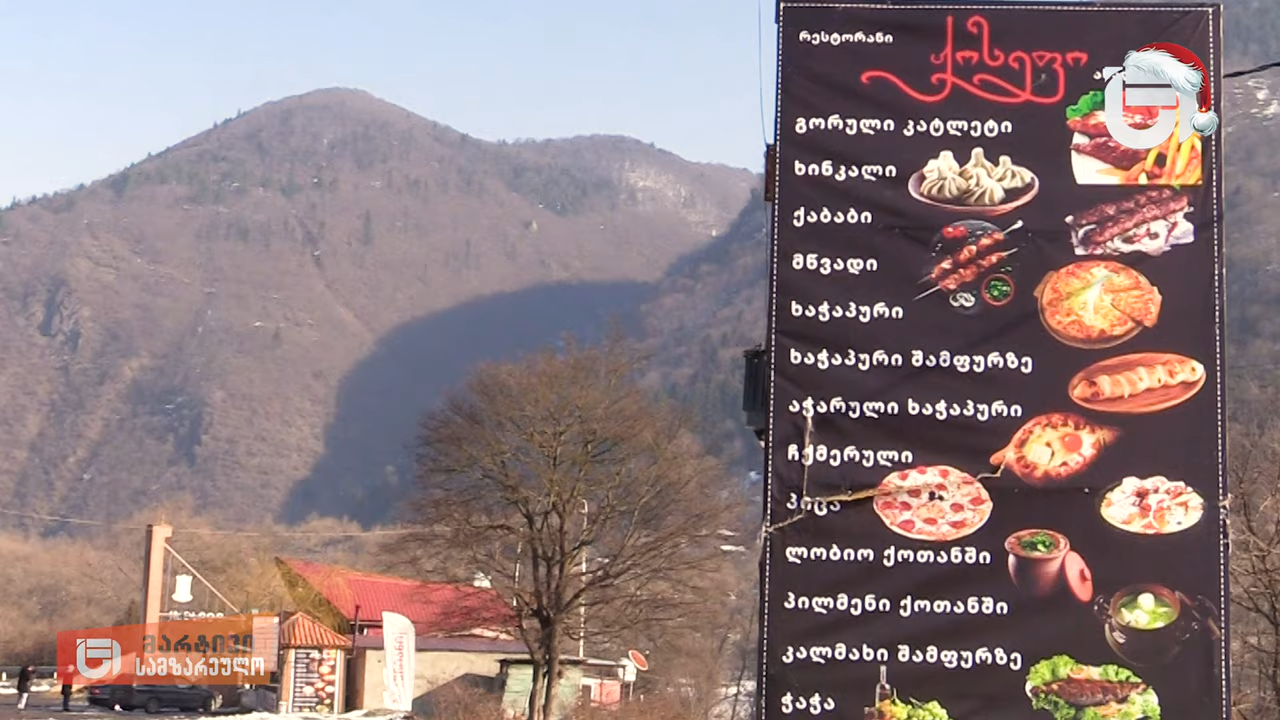 რესტორანი
ქისეფი
გორული კატლეტი
ხინკალი
ქაბაბი
მწვადი
ხაჭაპური
ხაჭაპური შამფურზე
აჭარული ხაჭაპური
ჩქმერული
პიცა
ლობიო ქოთანში
პილმენი ქოთანში
კალმახი შამფურზე
ჭაჭა
მარტივი
სამზარეულო